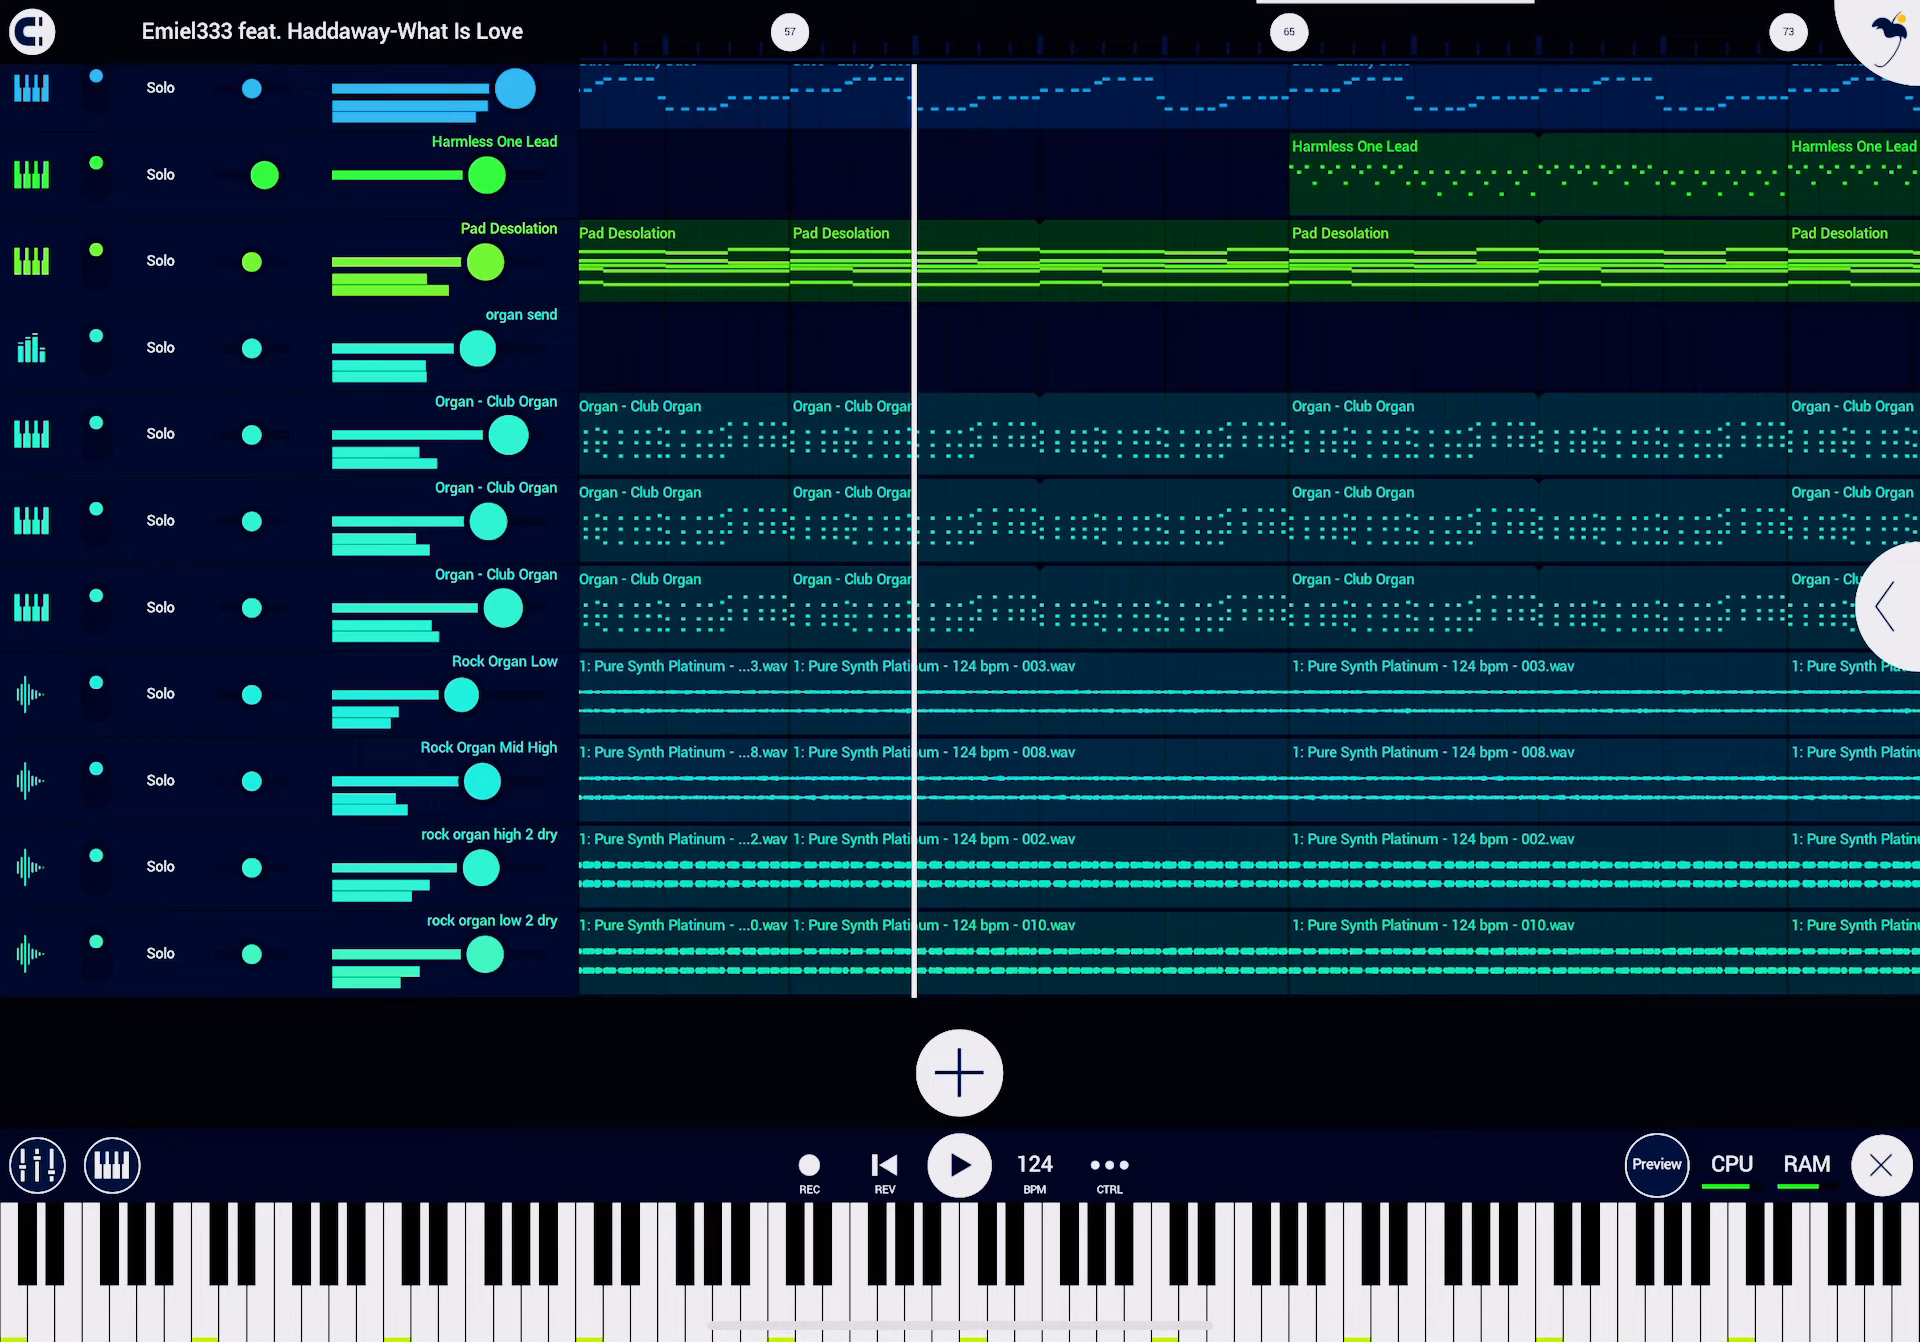 Emiel333 feat. Haddaway-What Is Love
57
65
73
Solo
Harmless One Lead
Solo
Harmless One Lead
Harmless One Lead
Pad Desolation
Solo
Pad Desolation
Pad Desolation
Pad Desolation
Pad Desolation
organ send
Solo
Organ - Club Organ
Solo
Organ - Club Organ
Organ - Club Organ
Organ - Club Organ
Organ - Club Organ
Organ - Club Organ
Solo
Organ - Club Organ
Organ - Club Organ
Organ - Club Organ
Organ - Club Organ
Organ - Club Organ
Solo
Organ - Club Organ
Organ - Club Organ
Organ - Club Organ
Organ - Clu
Rock Organ Low
Solo
1: Pure Synth Platinum - ...3.wav
1: Pure Synth Platinum - 124 bpm - 003.wav
1: Pure Synth Platinum - 124 bpm - 003.wav
1: Pure Synth Pla
Rock Organ Mid High
Solo
1: Pure Synth Platinum - ...8.wav
1: Pure Synth Platinum - 124 bpm - 008.wav
1: Pure Synth Platinum - 124 bpm - 008.wav
1: Pure Synth Platin
rock organ high 2 dry
Solo
1: Pure Synth Platinum - ...2.wav
1: Pure Synth Platinum - 124 bpm - 002.wav
1: Pure Synth Platinum - 124 bpm - 002.wav
1: Pure Synth Platin
rock organ low 2 dry
Solo
1: Pure Synth Platinum - ...0.wav
1: Pure Synth Platinum - 124 bpm - 010.wav
1: Pure Synth Platinum - 124 bpm - 010.wav
1: Pure Synth Platin
REC
REV
124
BPM
CTRL
Preview
CPU
RAM